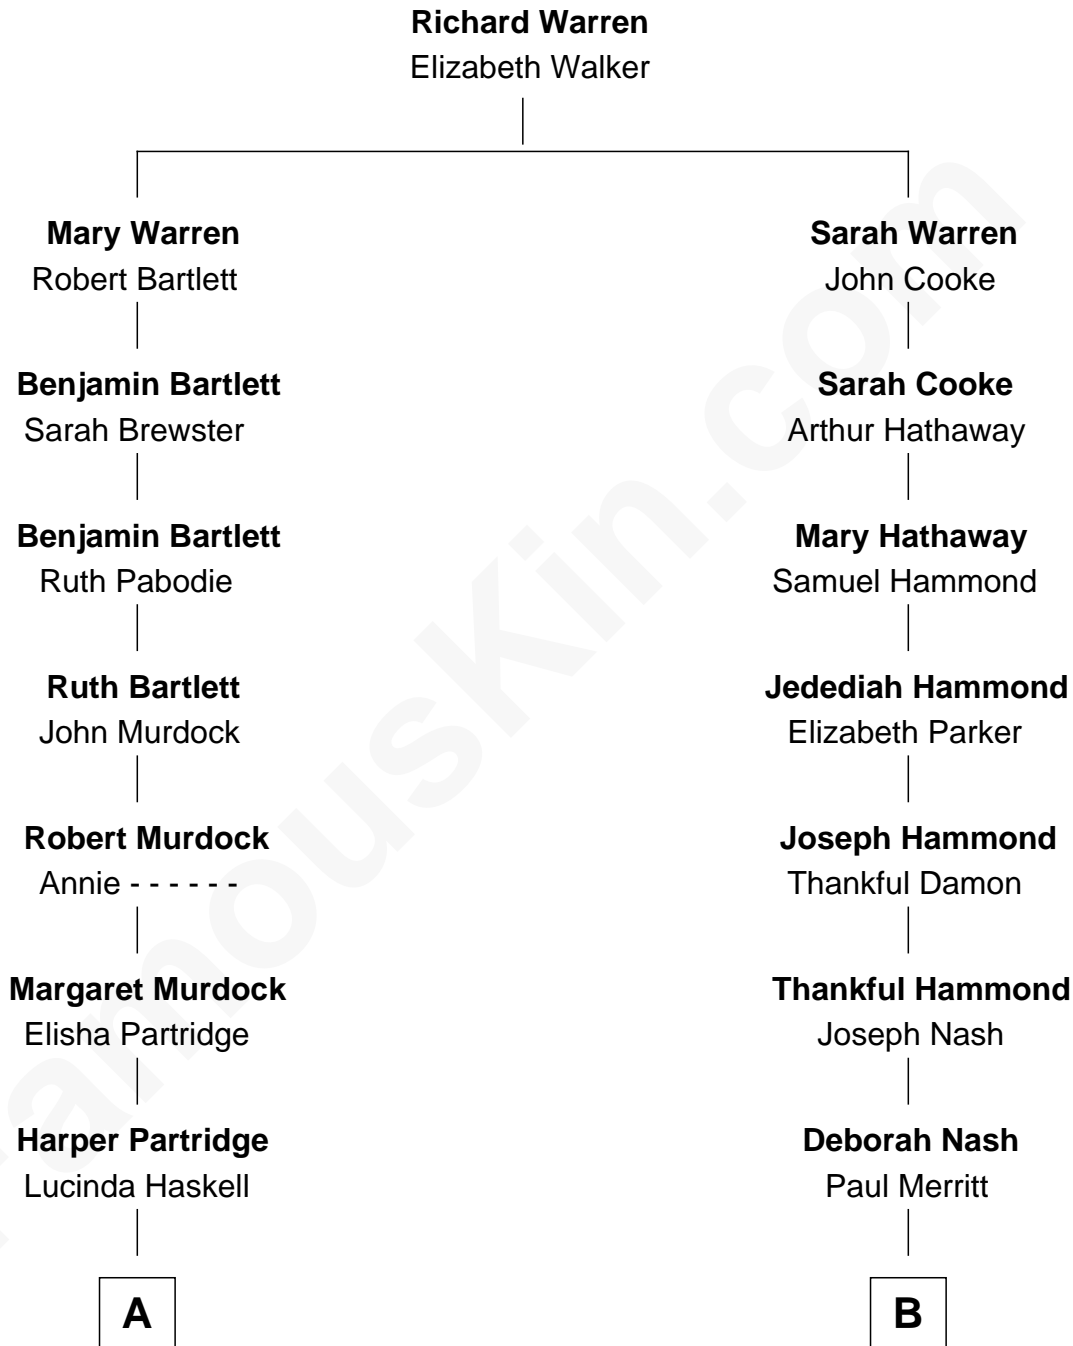 Richard Warren
Elizabeth Walker
Mary Warren
Robert Bartlett
Sarah Warren
John Cooke
Benjamin Bartlett
Sarah Brewster
Sarah Cooke
Arthur Hathaway
Benjamin Bartlett
Ruth Pabodie
Mary Hathaway
Samuel Hammond
Ruth Bartlett
John Murdock
Jedediah Hammond
Elizabeth Parker
Robert Murdock
Annie - - - - - -
Joseph Hammond
Thankful Damon
Margaret Murdock
Elisha Partridge
Thankful Hammond
Joseph Nash
Harper Partridge
Lucinda Haskell
Deborah Nash
Paul Merritt
A
B
FamousKin.com